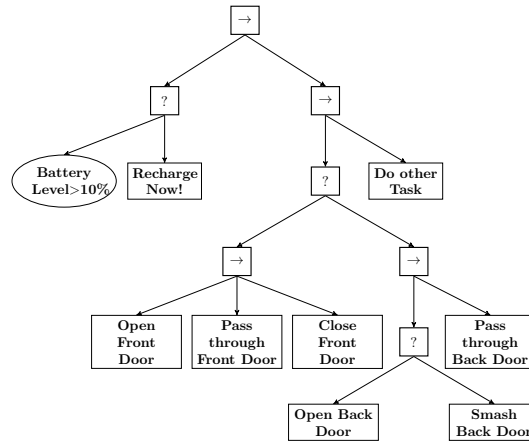 →
?
→
Battery
Level>10%
Recharge
Now!
?
Do other
Task
→
→
Open
Front
Door
Pass
through
Front Door
Close
Front
Door
?
Pass
through
Back Door
Open Back
Door
Smash
Back Door